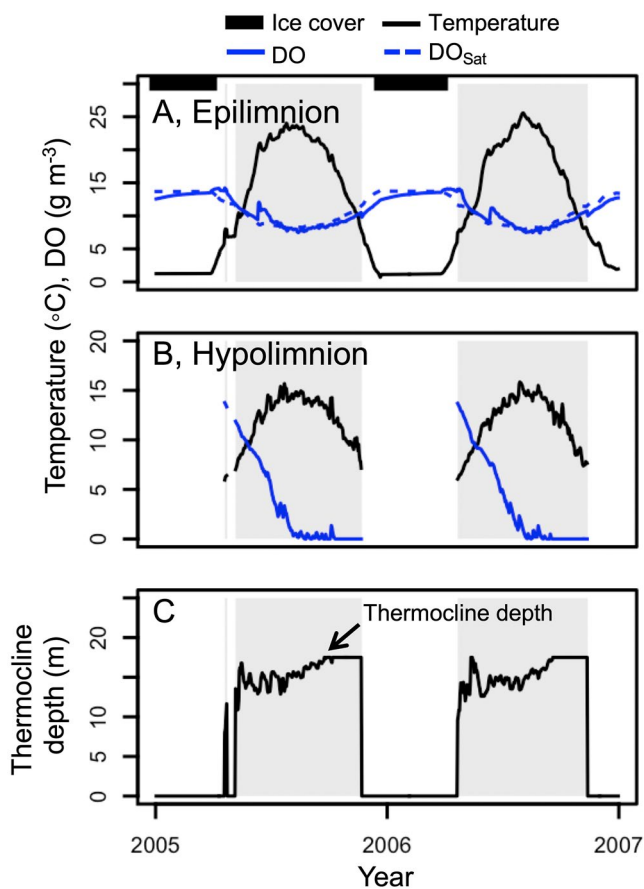 Ice cover Temperature
DO DOSat
Temperature (°C), DO (g m-3)
A, Epilimnion
25
15
5
0
B, Hypolimnion
20
15
10
5
0
Thermocline
depth (m)
C
Thermocline depth
20
10
5
0
2005 2006 2007
Year